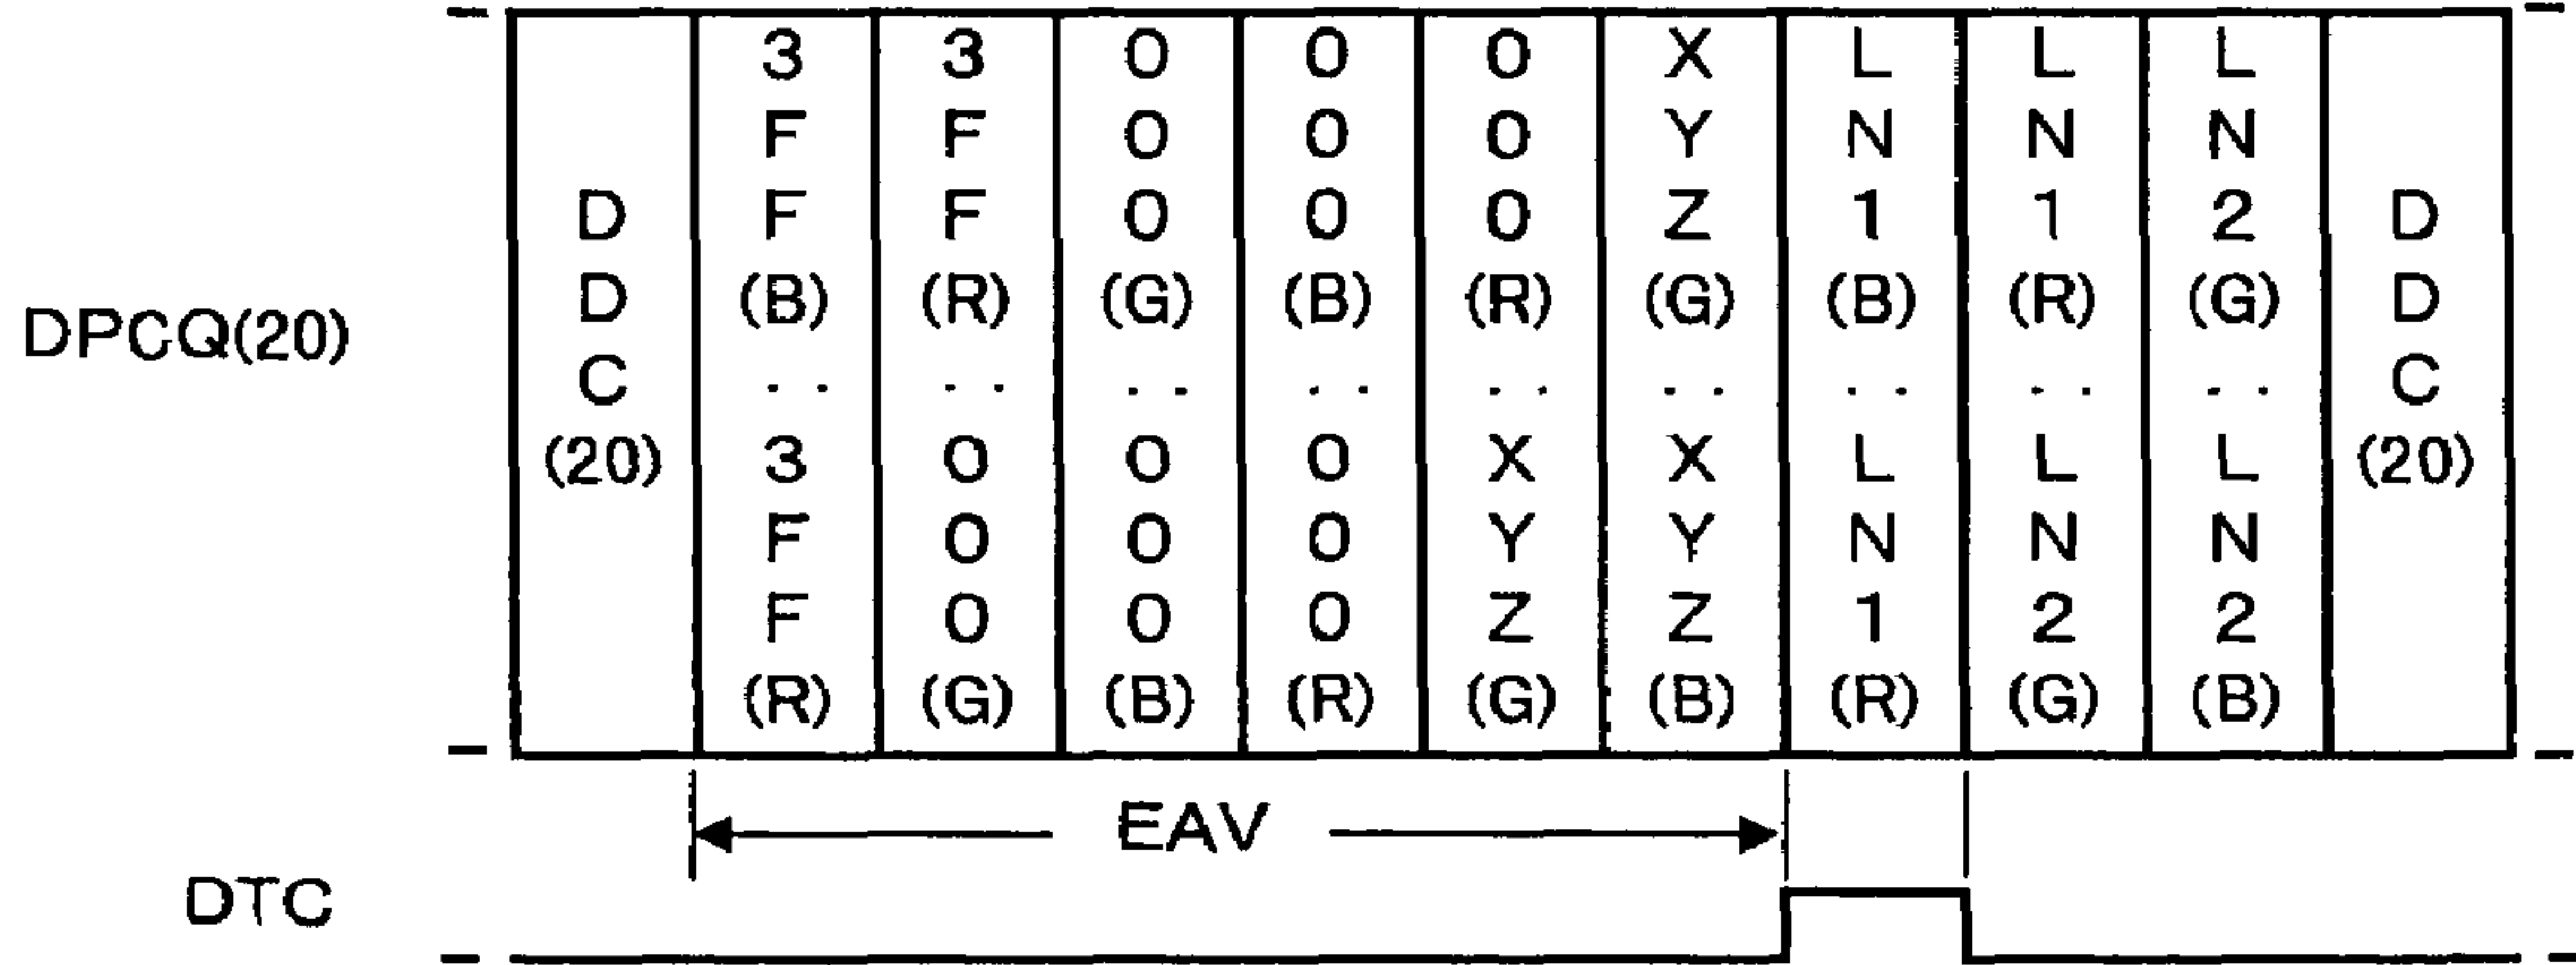 DPCQ(20)
D D C (20)
3 F F (B) .. 3 F F (R)
3 F F (R) .. 0 0 0 (G)
0 0 0 (G) .. 0 0 0 (B)
0 0 0 (B) .. 0 0 0 (R)
0 0 0 (R) .. X Y Z (G)
X Y Z (G) .. X Y Z (B)
L N 1 (B) .. L N 1 (R)
L N 1 (R) .. L N 2 (G)
L N 2 (G) .. L N 2 (B)
D D C (20)
EAV
DTC